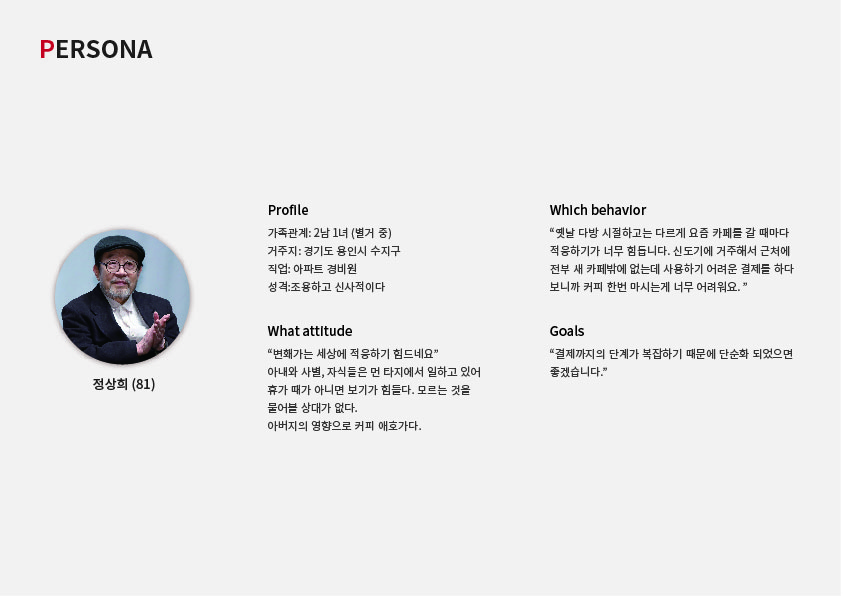 PERSONA
정상희 (81)
Profile
가족관계: 2남 1녀 (별거 중)
거주지: 경기도 용인시 수지구
직업: 아파트 경비원
성격:조용하고 신사적이다
What attitude
“변해가는 세상에 적응하기 힘드네요”
아내와 사별, 자식들은 먼 타지에서 일하고 있어
휴가 때가 아니면 보기가 힘들다. 모르는 것을
물어볼 상대가 없다.
아버지의 영향으로 커피 애호가다.
Which behavior
“옛날 다방 시절하고는 다르게 요즘 카페를 갈 때마다
적응하기가 너무 힘듭니다. 신도기에 거주해서 근처에
전부 새 카페밖에 없는데 사용하기 어려운 결제를 하다
보니까 커피 한번 마시는게 너무 어려워요. ”
Goals
“결제까지의 단계가 복잡하기 때문에 단순화 되었으면
좋겠습니다.”